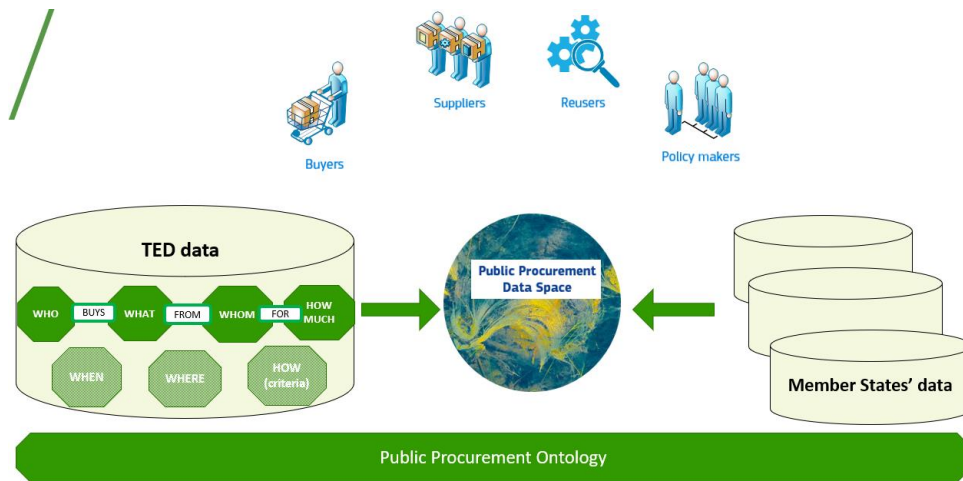 Suppliers
Reusers
Buyers
Policy makers
TED data
WHO
BUYS
WHAT
FROM
WHOM
FOR
HOW
MUCH
WHEN
WHERE
HOW
(criteria)
Public Procurement
Data Space
Member States’ data
Public Procurement Ontology